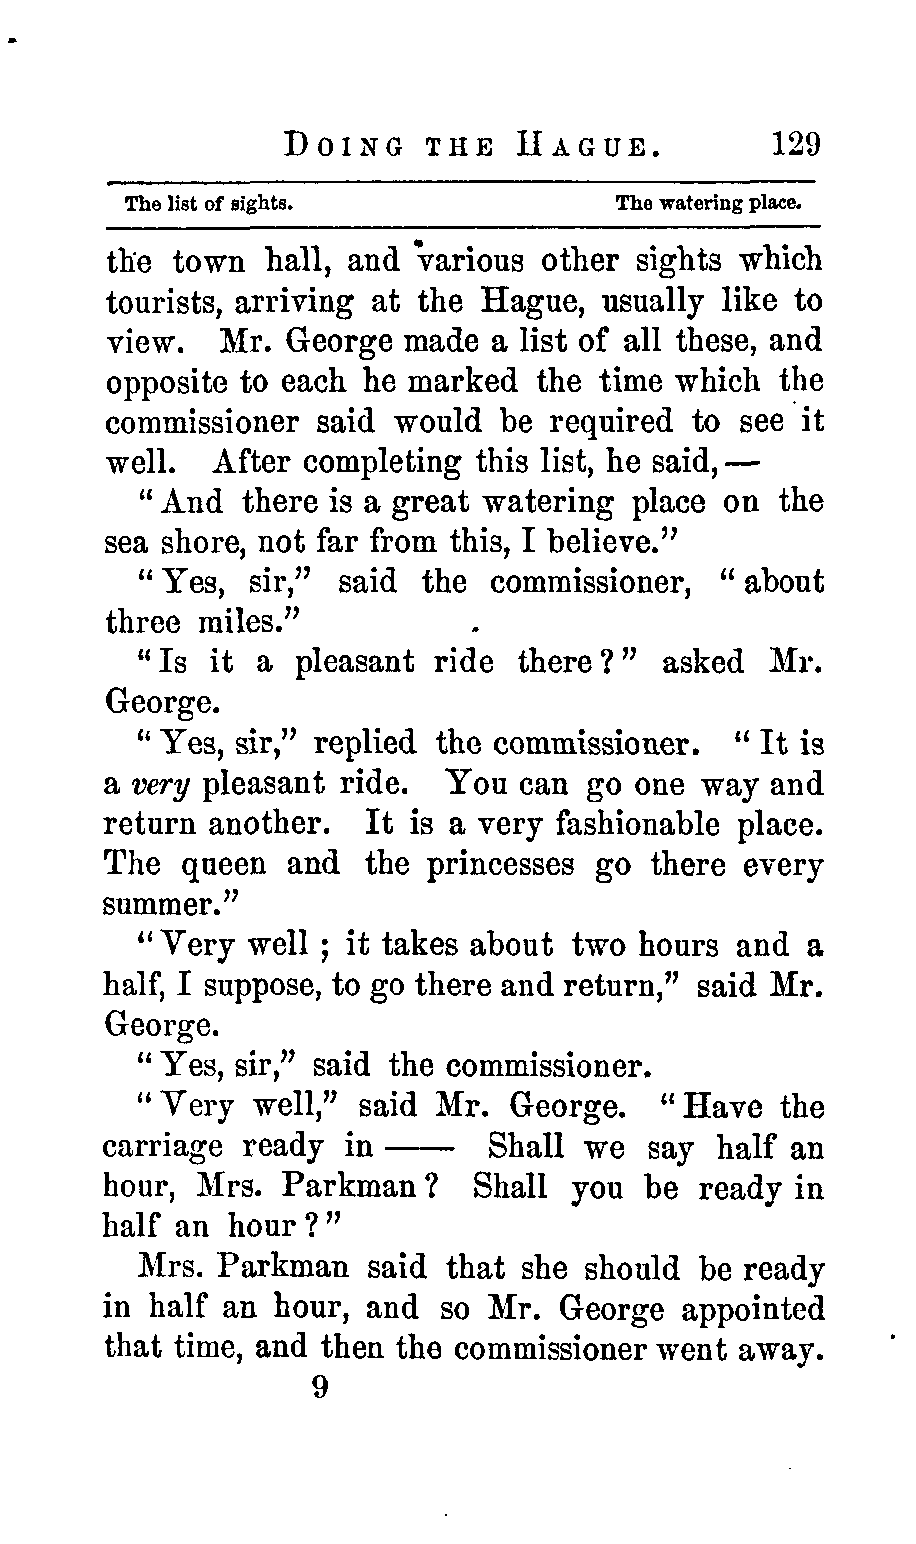 DOING THE HAGUE. 129
The list of sights. The watering place.
the town hall, and various other sights which
tourists, arriving at the Hague, usually like to
view. Mr. George made a list of all these, and
opposite to each he marked the time which the
commissioner said would be required to see it
well. After completing this list, he said,—
"And there is a great watering place on the
sea shore, not far from this, I believe."
"Yes, sir," said the commissioner, "about
three miles."
"Is it a pleasant ride there?" asked Mr.
George.
"Yes, sir," replied the commissioner. "It is
a very pleasant ride. You can go one way and
return another. It is a very fashionable place.
The queen and the princesses go there every
summer."
"Very well; it takes about two hours and a
half, I suppose, to go there and return," said Mr.
George.
"Yes, sir," said the commissioner.
"Very well," said Mr. George. "Have the
carriage ready in —— Shall we say half an
hour, Mrs. Parkman? Shall you be ready in
half an hour?"
Mrs. Parkman said that she should be ready
in half an hour, and so Mr. George appointed
that time, and then the commissioner went away.
9